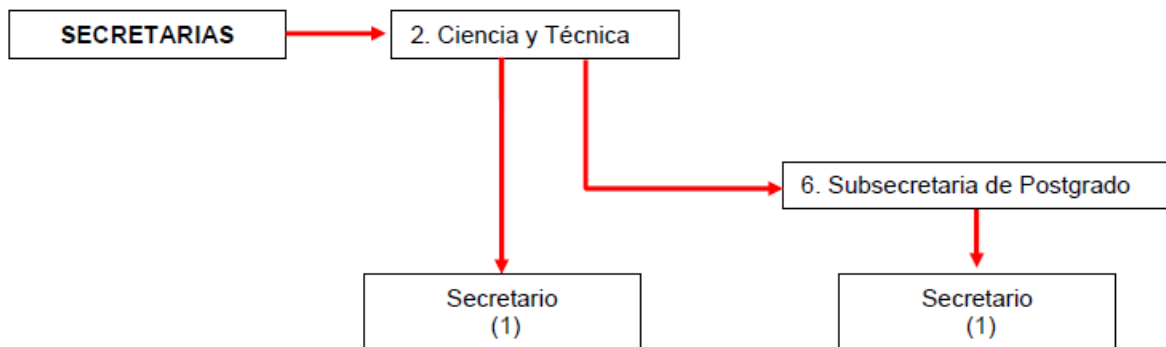 SECRETARIAS
2. Ciencia y Técnica
6. Subsecretaria de Postgrado
Secretario
(1)
Secretario
(1)